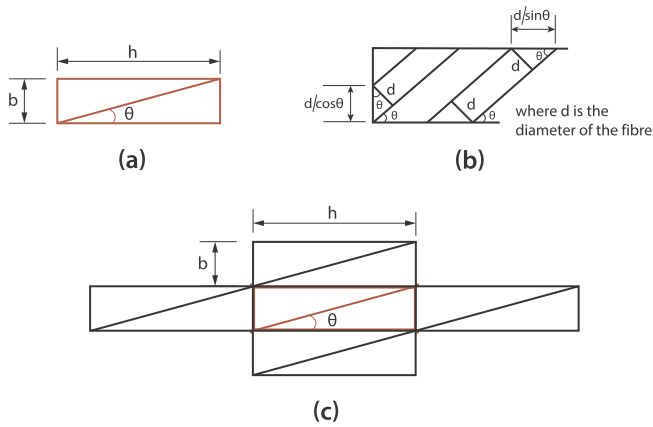 h
b
θ
(a)
d/sinθ
d
θ
d
d/cosθ
θ
θ
d
θ
where d is the
diameter of the fibre
(b)
h
b
θ
(c)